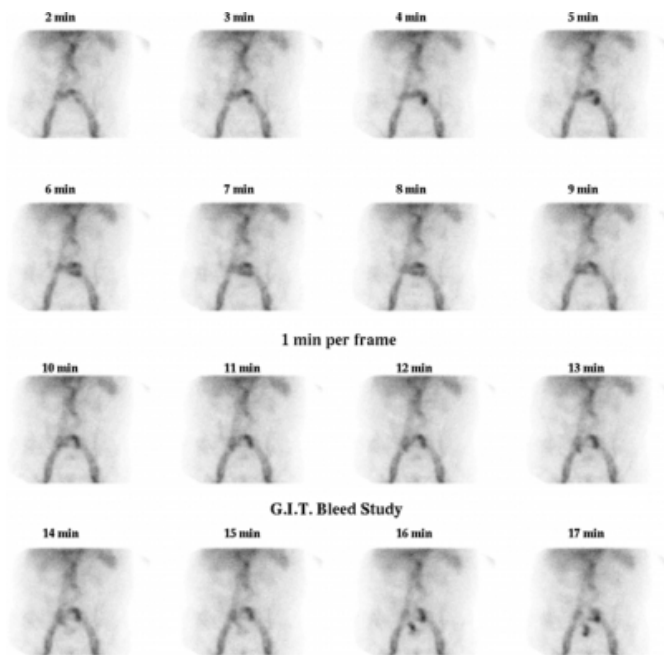 2 min 3 min 4 min 5 min
6 min 7 min 8 min 9 min
1 min per frame
10 min 11 min 12 min 13 min
G.I.T. Bleed Study
14 min 15 min 16 min 17 min